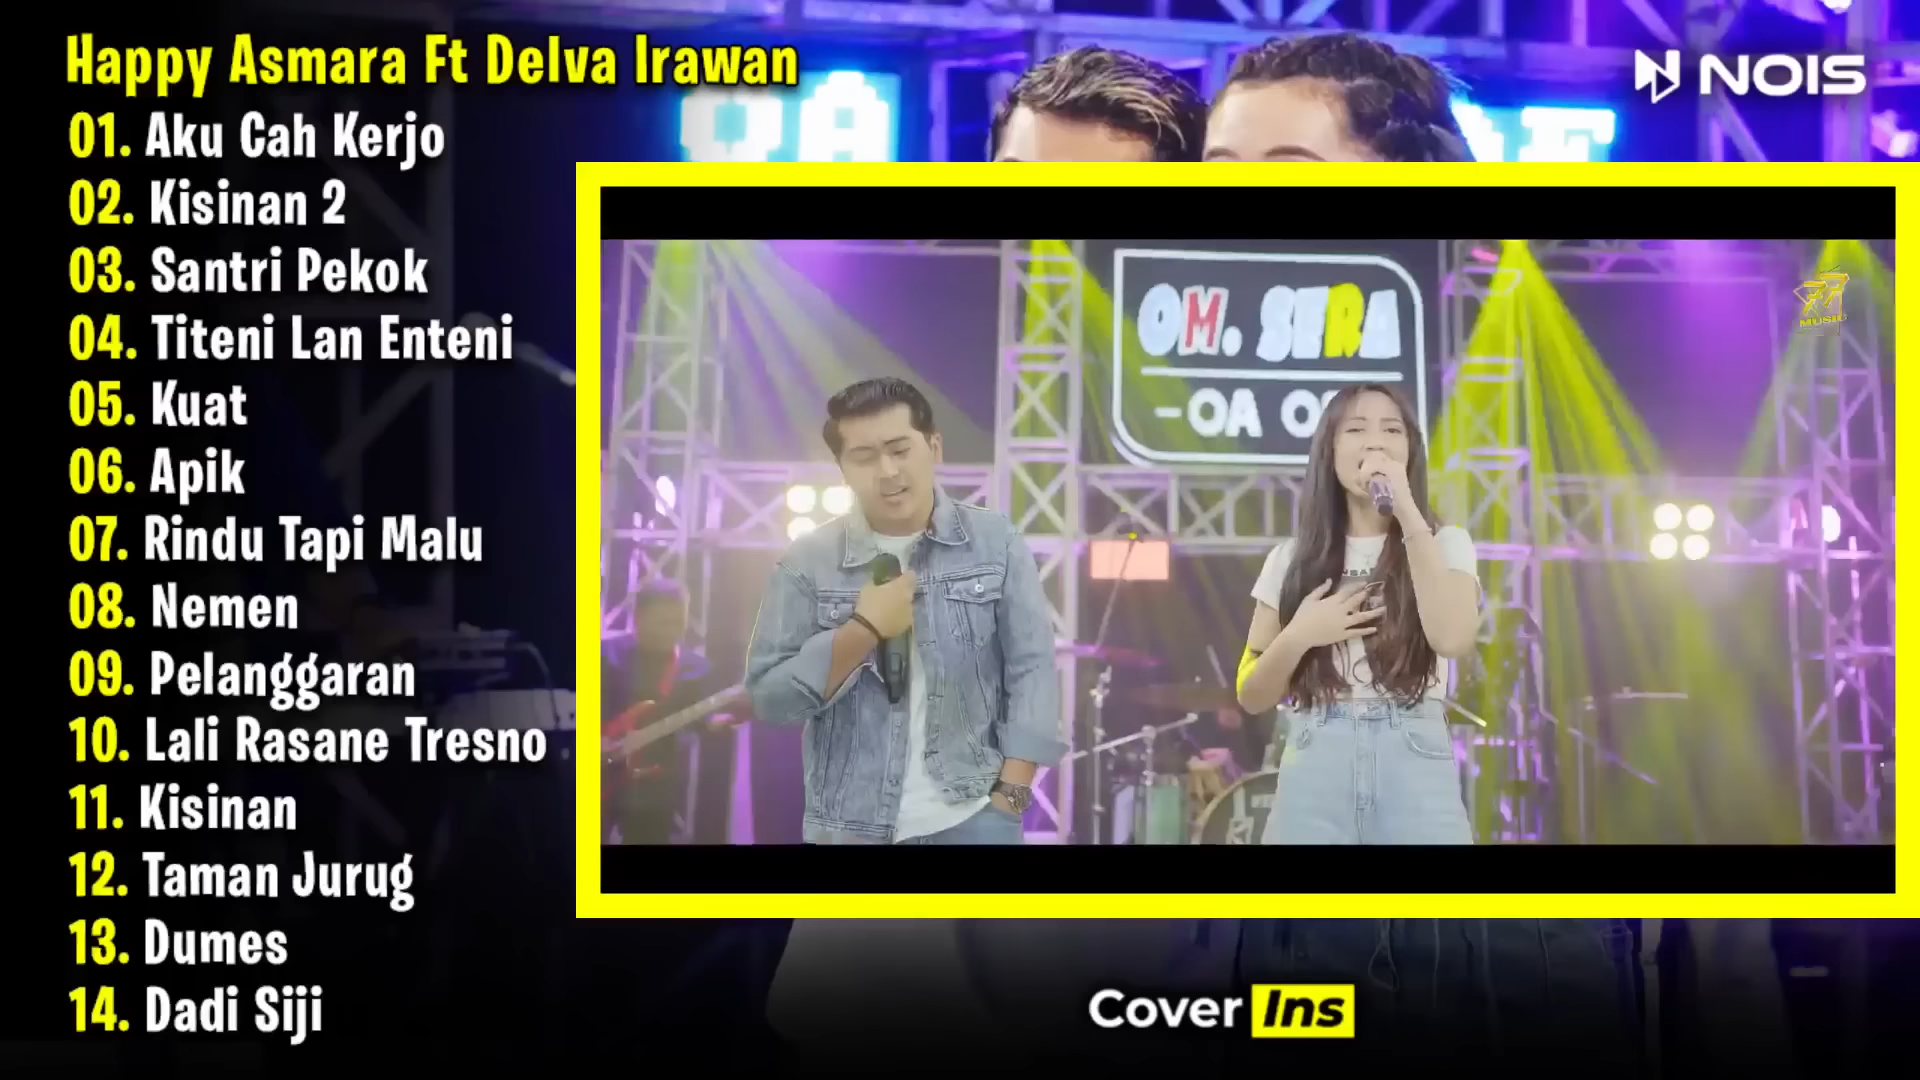 Happy Asmara Ft Delva Irawan
01. Aku Cah Kerjo
02. Kisinan 2
03. Santri Pekok
04. Titeni Lan Enteni
05. Kuat
06. Apik
07. Rindu Tapi Malu
08. Nemen
09. Pelanggaran
10. Lali Rasane Tresno
11. Kisinan
12. Taman Jurug
13. Dumes
14. Dadi Siji
NOIS
OM. SERA
-OA O
MUSIC
Cover Ins